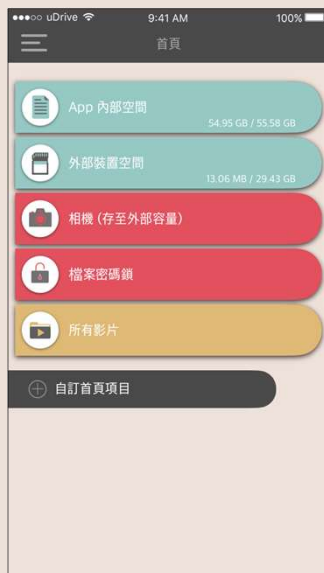 uDrive
9:41 AM
100%
首頁
App 內部空間
54.95 GB / 55.58 GB
外部裝置空間
13.06 MB / 29.43 GB
相機 (存至外部容量)
檔案密碼鎖
所有影片
自訂首頁項目